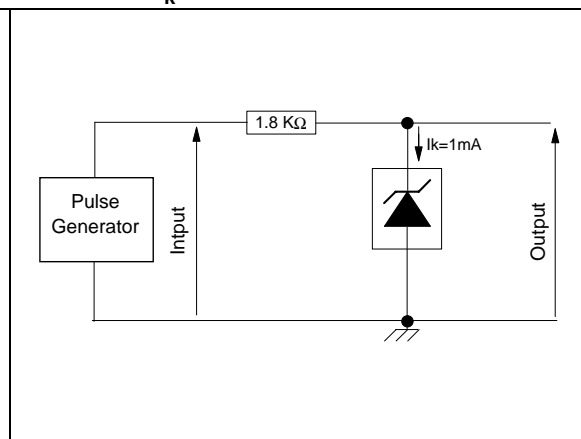 R
1.8 KΩ
Ik=1mA
Pulse
Generator
Intput
Output